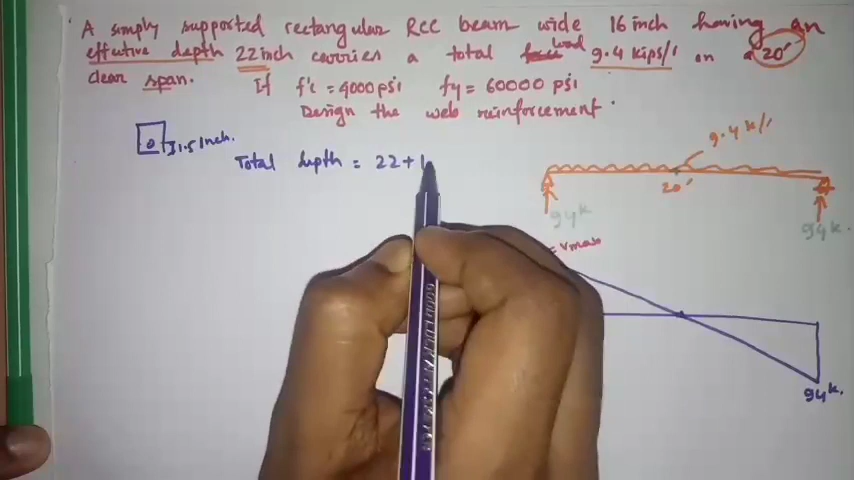 A simply supported rectangular RCC beam wide 16 inch having an
effective depth 22 inch carries a total load 9.4 Kips/' on a 20'
clear span. If f'c = 4000 psi fy = 60000 psi
Design the web reinforcement.
1.5 inch.
Total depth = 22+1
9.4 k/'
20'
94k
94k.
= Vmax
94k.